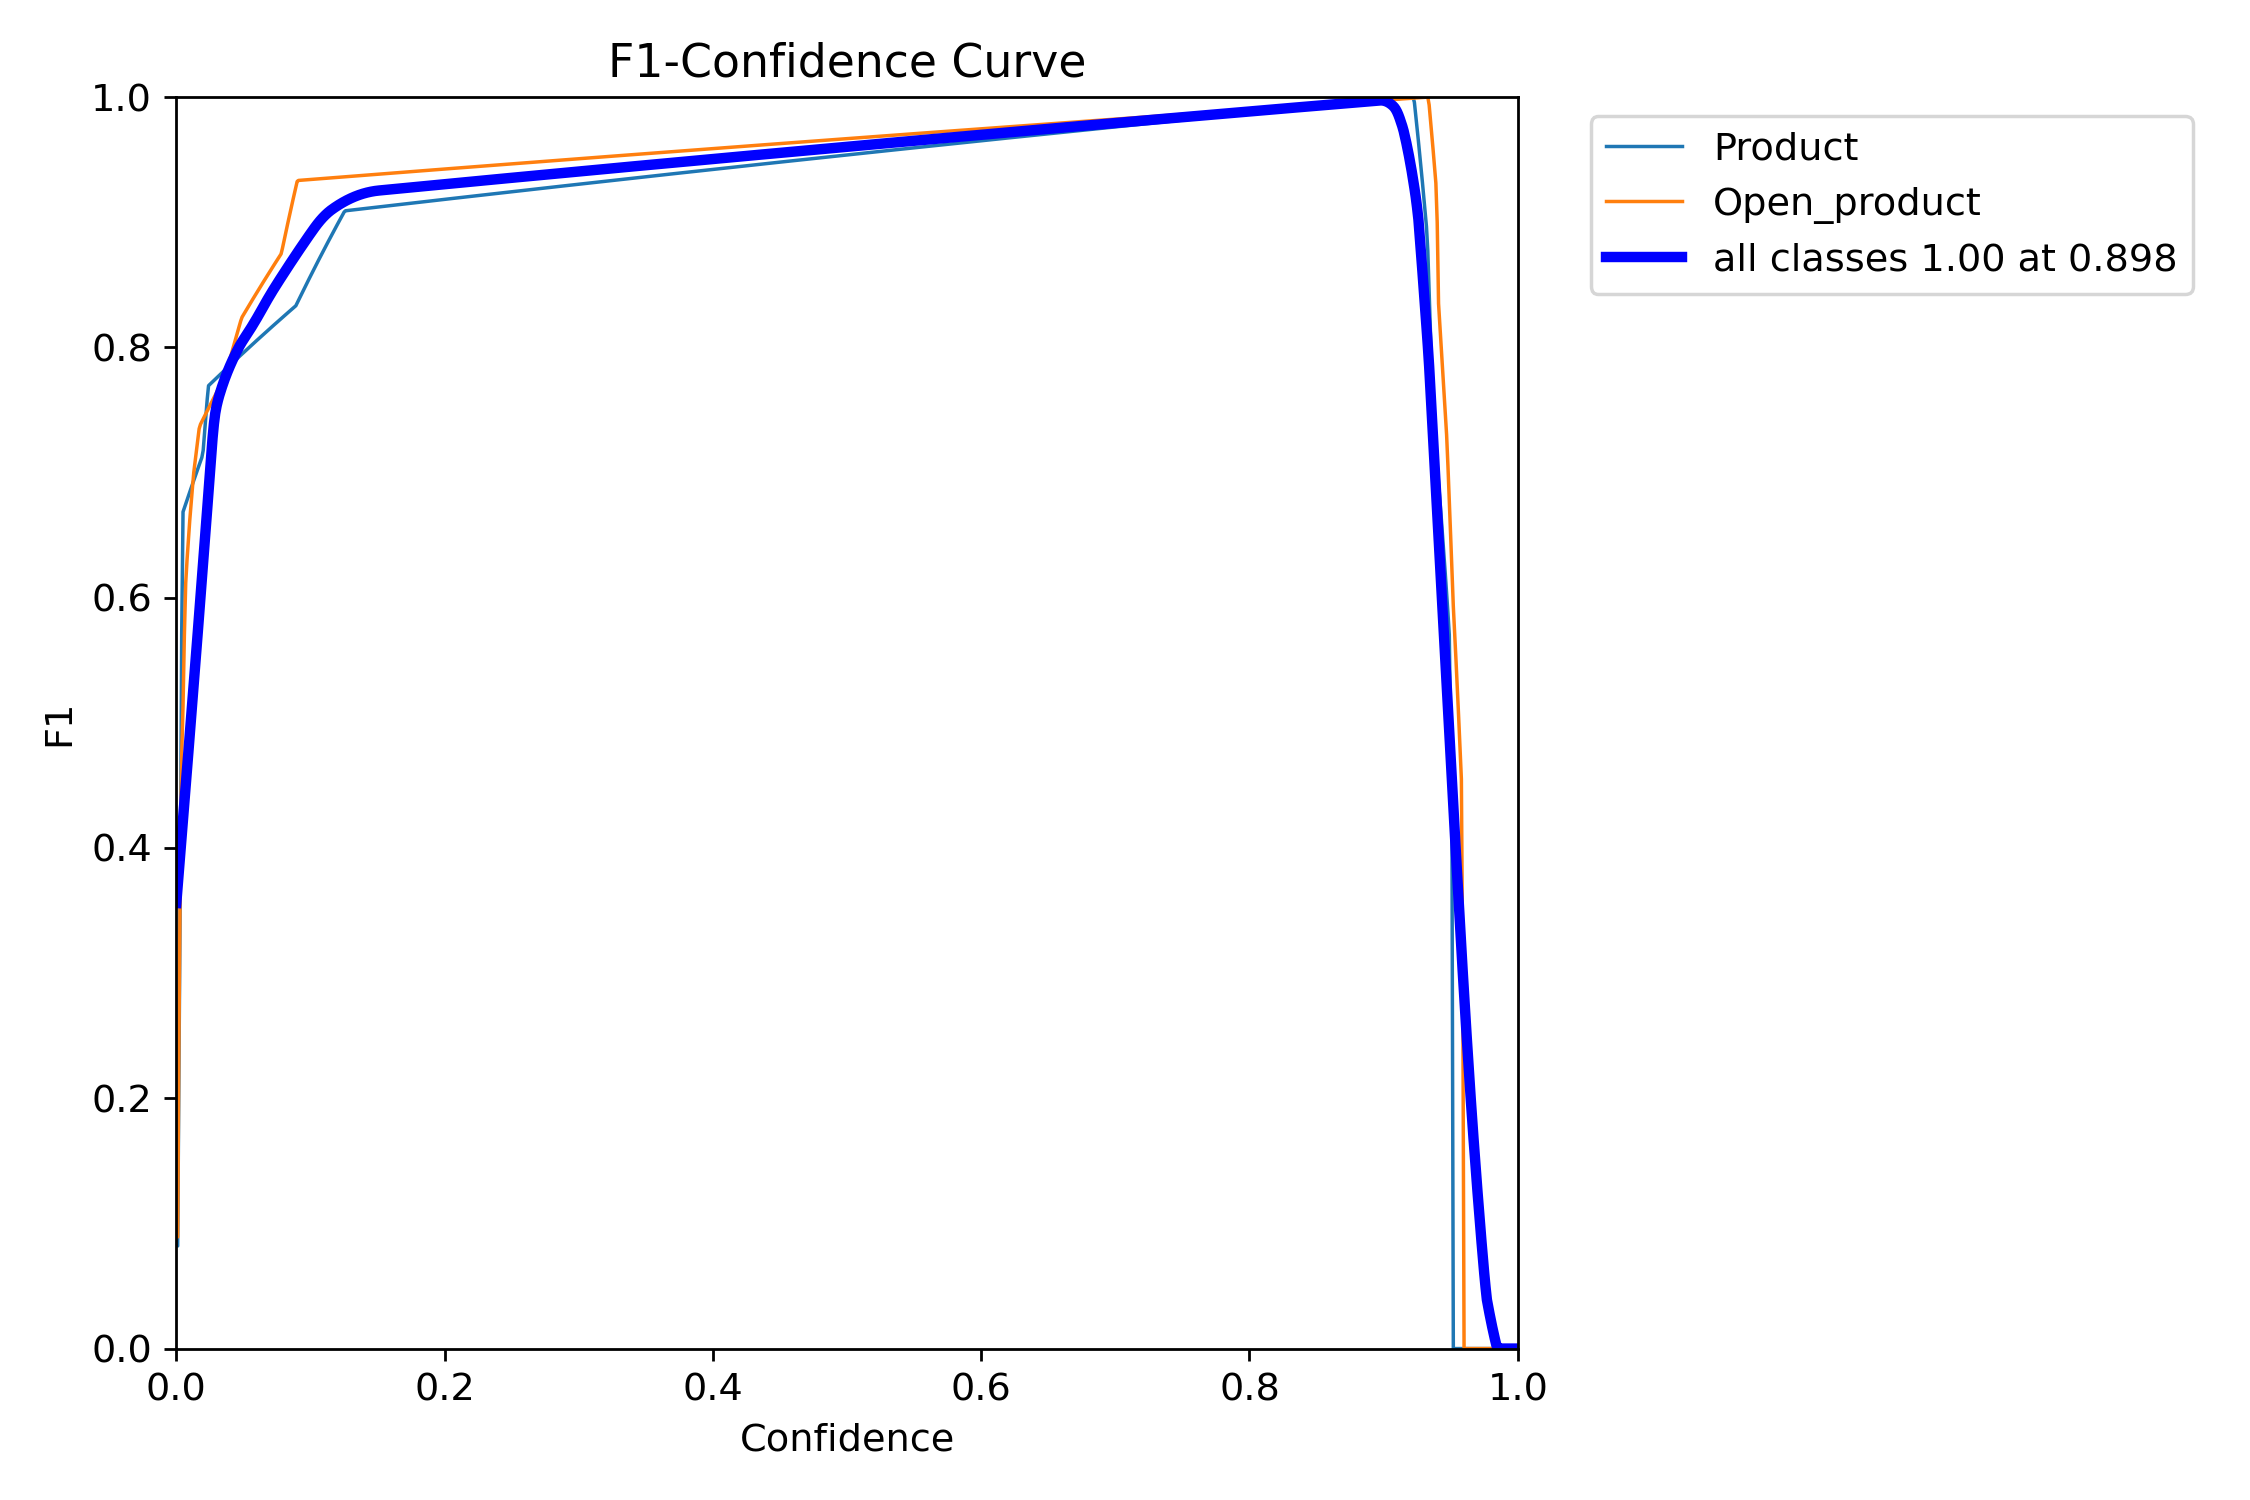 F1-Confidence Curve
1.0
0.8
0.6
0.4
0.2
0.0
F1
0.0 0.2 0.4 0.6 0.8 1.0
Confidence
Product
Open_product
all classes 1.00 at 0.898